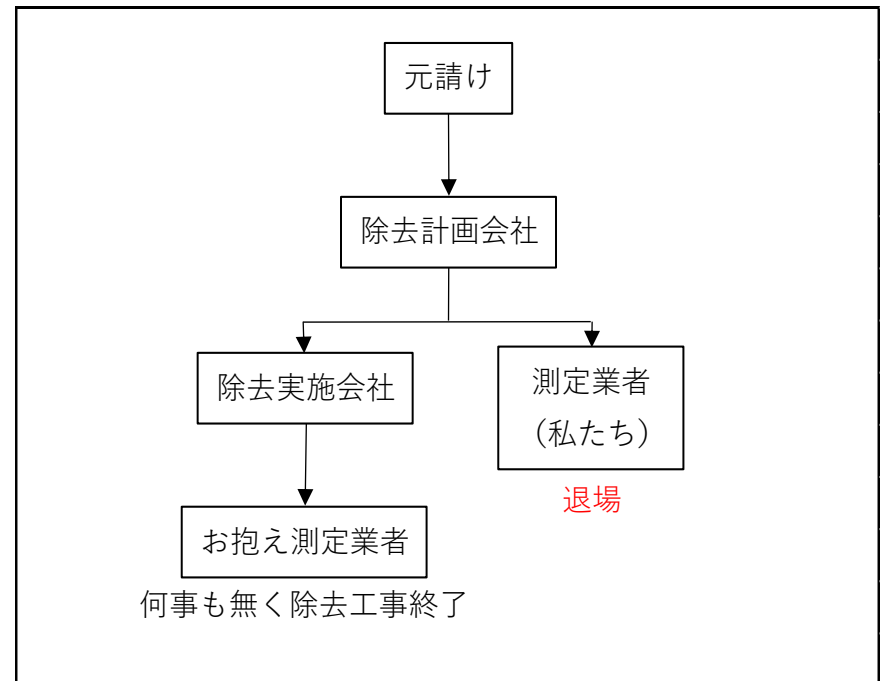 元請け
除去計画会社
除去実施会社
測定業者
(私たち)
退場
お抱え測定業者
何事も無く除去工事終了